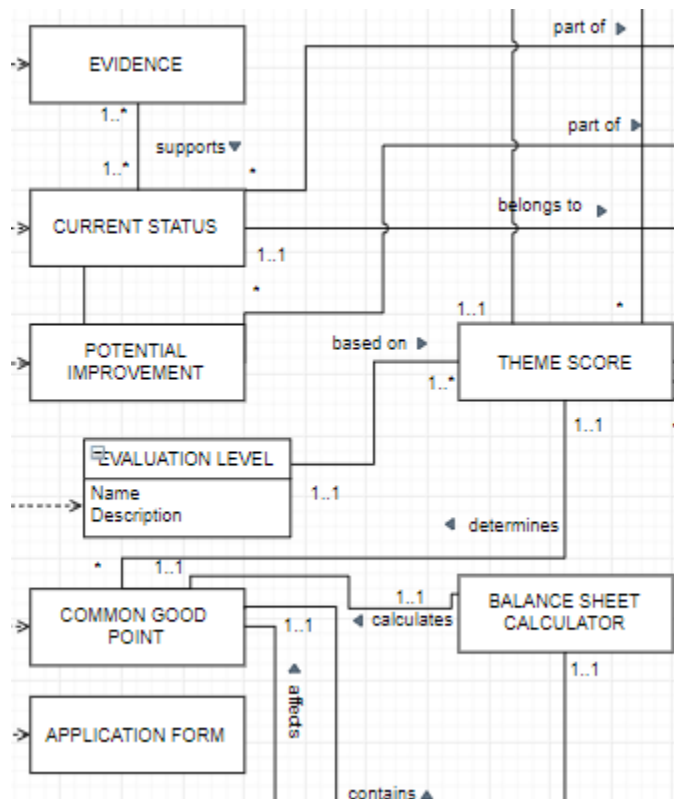 part of
EVIDENCE
1..*
part of
supports
1..*
*
belongs to
CURRENT STATUS
1..1
*
1..1
*
based on
POTENTIAL
IMPROVEMENT
THEME SCORE
1..*
1..1
EVALUATION LEVEL
Name
Description
1..1
determines
*
1..1
1..1
BALANCE SHEET
CALCULATOR
COMMON GOOD
POINT
calculates
1..1
1..1
affects
APPLICATION FORM
contains